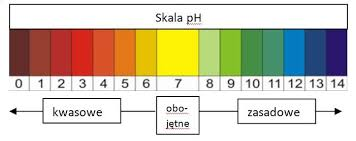 Skala pH
0 1 2 3 4 5 6 7 8 9 10 11 12 13 14
kwasowe obo- zasadowe
jętne